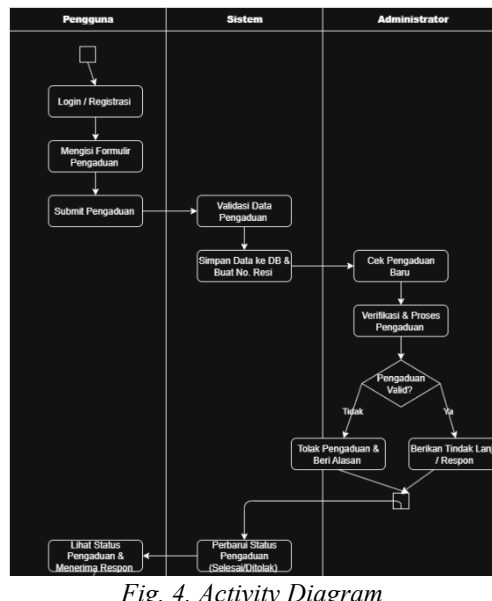 Pengguna
Sistem
Administrator
Login / Registrasi
Mengisi Formulir
Pengaduan
Submit Pengaduan
Validasi Data
Pengaduan
Simpan Data ke DB &
Buat No. Resi
Cek Pengaduan
Baru
Verifikasi & Proses
Pengaduan
Pengaduan
Valid?
Tidak
Ya
Tolak Pengaduan &
Beri Alasan
Berikan Tindak Lanj
/ Respon
Perbarui Status
Pengaduan
(Selesai/Ditolak)
Lihat Status
Pengaduan &
Menerima Respon
Fig. 4. Activity Diagram